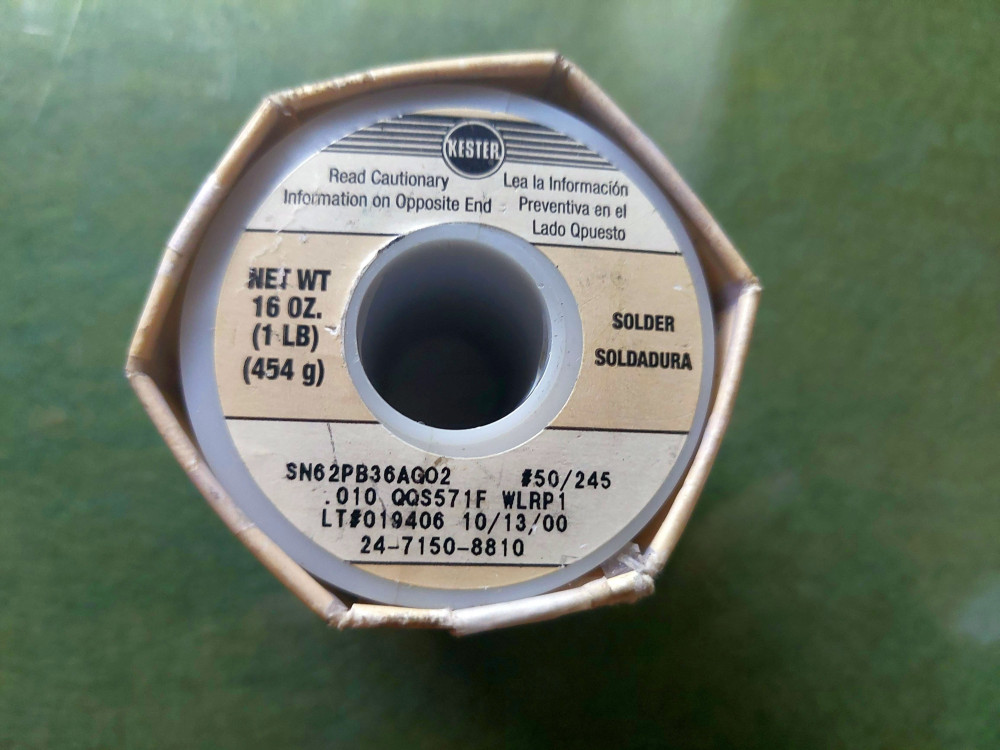 KESTER
Read Cautionary
Information on Opposite End
Lea la Información
Preventiva en el
Lado Qpuesto
NET WT
16 OZ.
(1 LB)
(454 g)
SOLDER
SOLDADURA
SN62PB36AG02 #50/245
.010 QQS571F WLRP1
LT#019406 10/13/00
24-7150-8810